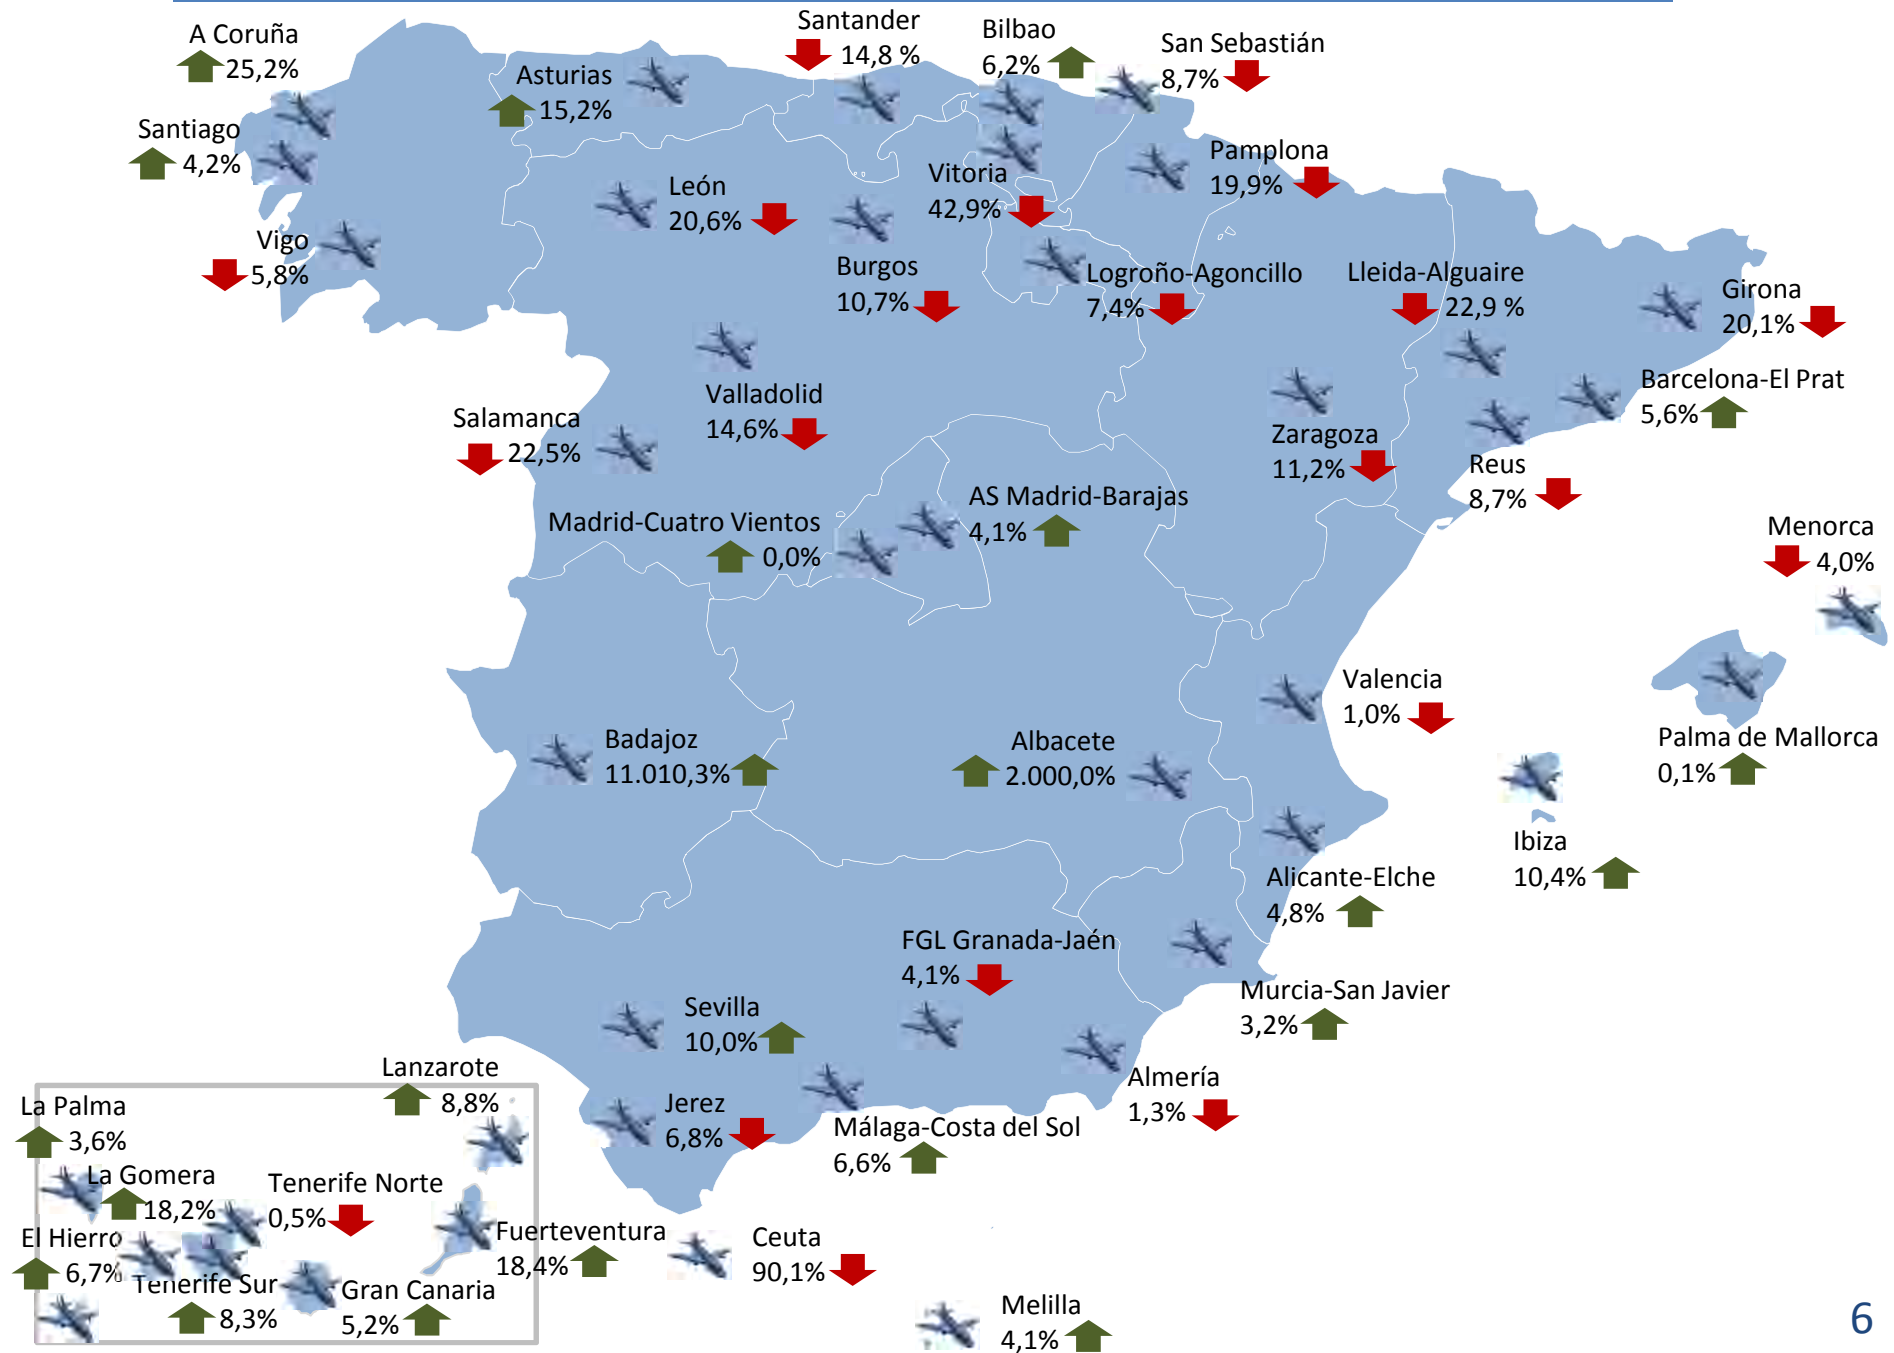 A Coruña
25,2%
Santander
14,8 %
Bilbao
6,2%
San Sebastián
8,7%
Asturias
15,2%
Santiago
4,2%
Pamplona
19,9%
León
20,6%
Vitoria
42,9%
Vigo
5,8%
Burgos
10,7%
Logroño-Agoncillo
7,4%
Lleida-Alguaire
22,9 %
Girona
20,1%
Barcelona-El Prat
5,6%
Valladolid
14,6%
Salamanca
22,5%
Zaragoza
11,2%
Reus
8,7%
AS Madrid-Barajas
4,1%
Madrid-Cuatro Vientos
0,0%
Menorca
4,0%
Valencia
1,0%
Palma de Mallorca
0,1%
Badajoz
11.010,3%
Albacete
2.000,0%
Ibiza
10,4%
Alicante-Elche
4,8%
FGL Granada-Jaén
4,1%
Murcia-San Javier
3,2%
Sevilla
10,0%
Almería
1,3%
Jerez
6,8%
Málaga-Costa del Sol
6,6%
Lanzarote
8,8%
La Palma
3,6%
La Gomera
18,2%
Tenerife Norte
0,5%
El Hierro
6,7%
Fuerteventura
18,4%
Tenerife Sur
8,3%
Gran Canaria
5,2%
Ceuta
90,1%
Melilla
4,1%
6